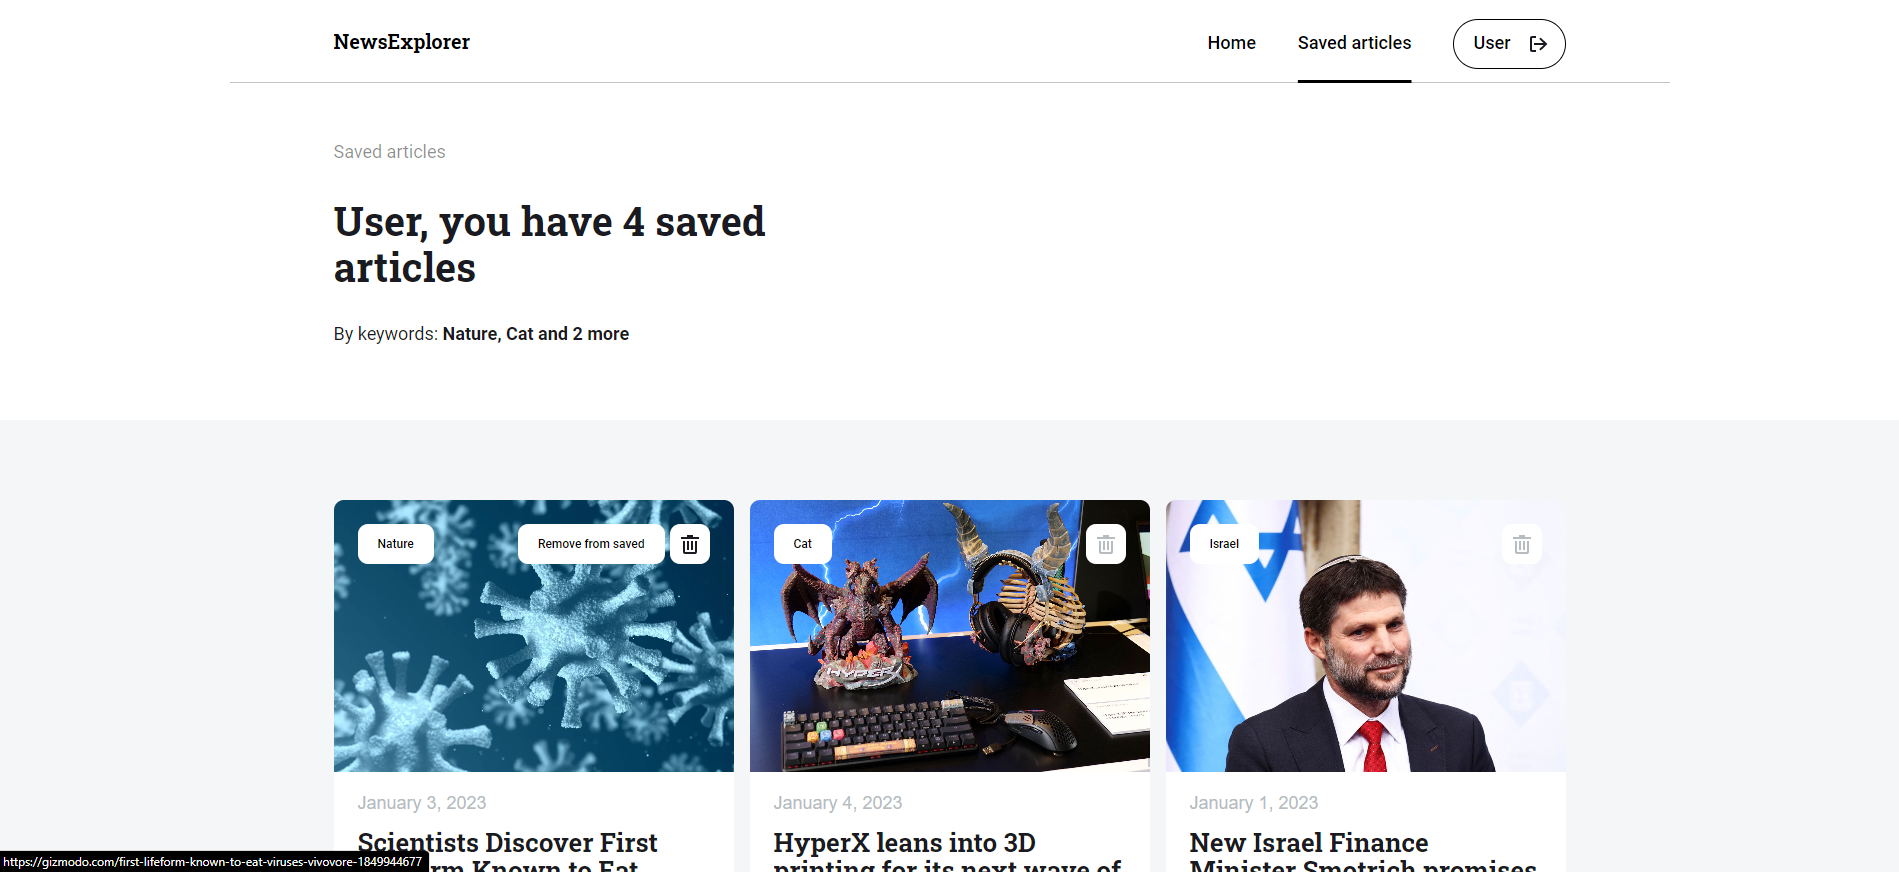 NewsExplorer
Home
Saved articles
User
Saved articles
User, you have 4 saved
articles
By keywords: Nature, Cat and 2 more
Nature
Remove from saved
Cat
Israel
HYPER
January 3, 2023
January 4, 2023
January 1, 2023
Scientists Discover First
HyperX leans into 3D
printing for its next wave of
New Israel Finance
Minister Smotrich promises
Known to Eat
https://gizmodo.com/first-lifeform-known-to-eat-viruses-vivovore-1849944677